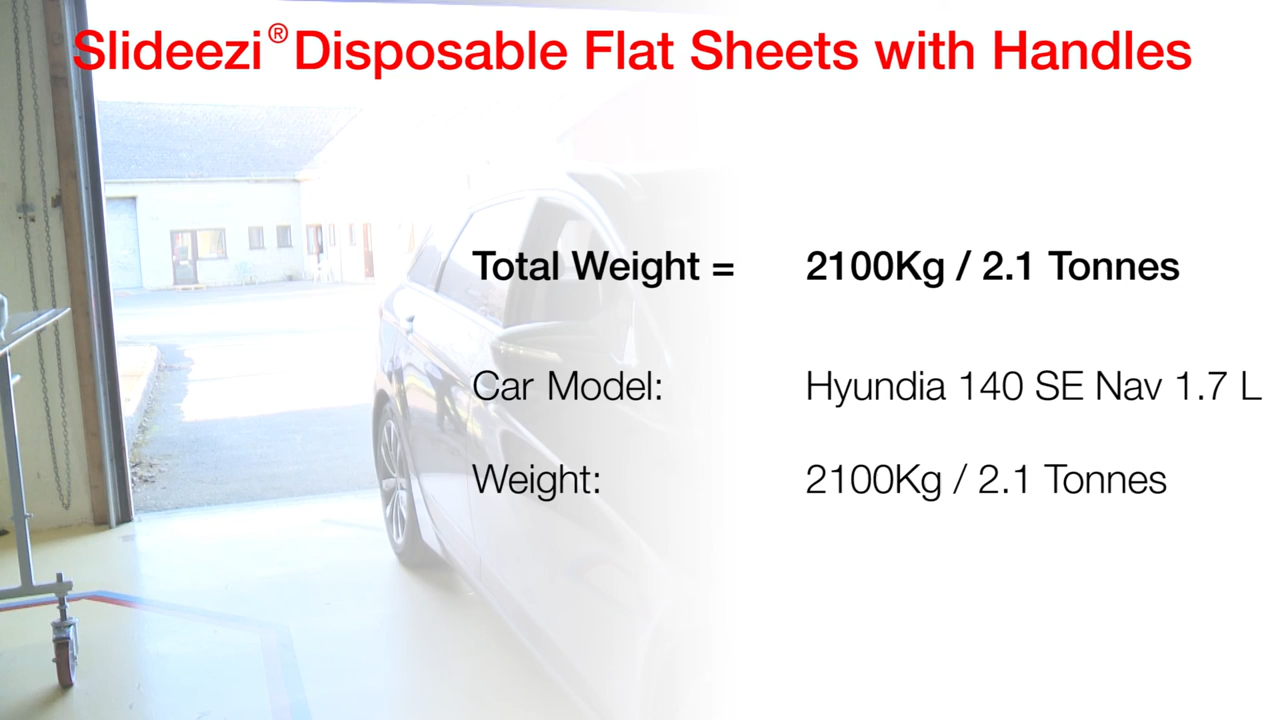 Slideezi® Disposable Flat Sheets with Handles
Total Weight = 2100Kg / 2.1 Tonnes
Car Model: Hyundia 140 SE Nav 1.7 L
Weight: 2100Kg / 2.1 Tonnes